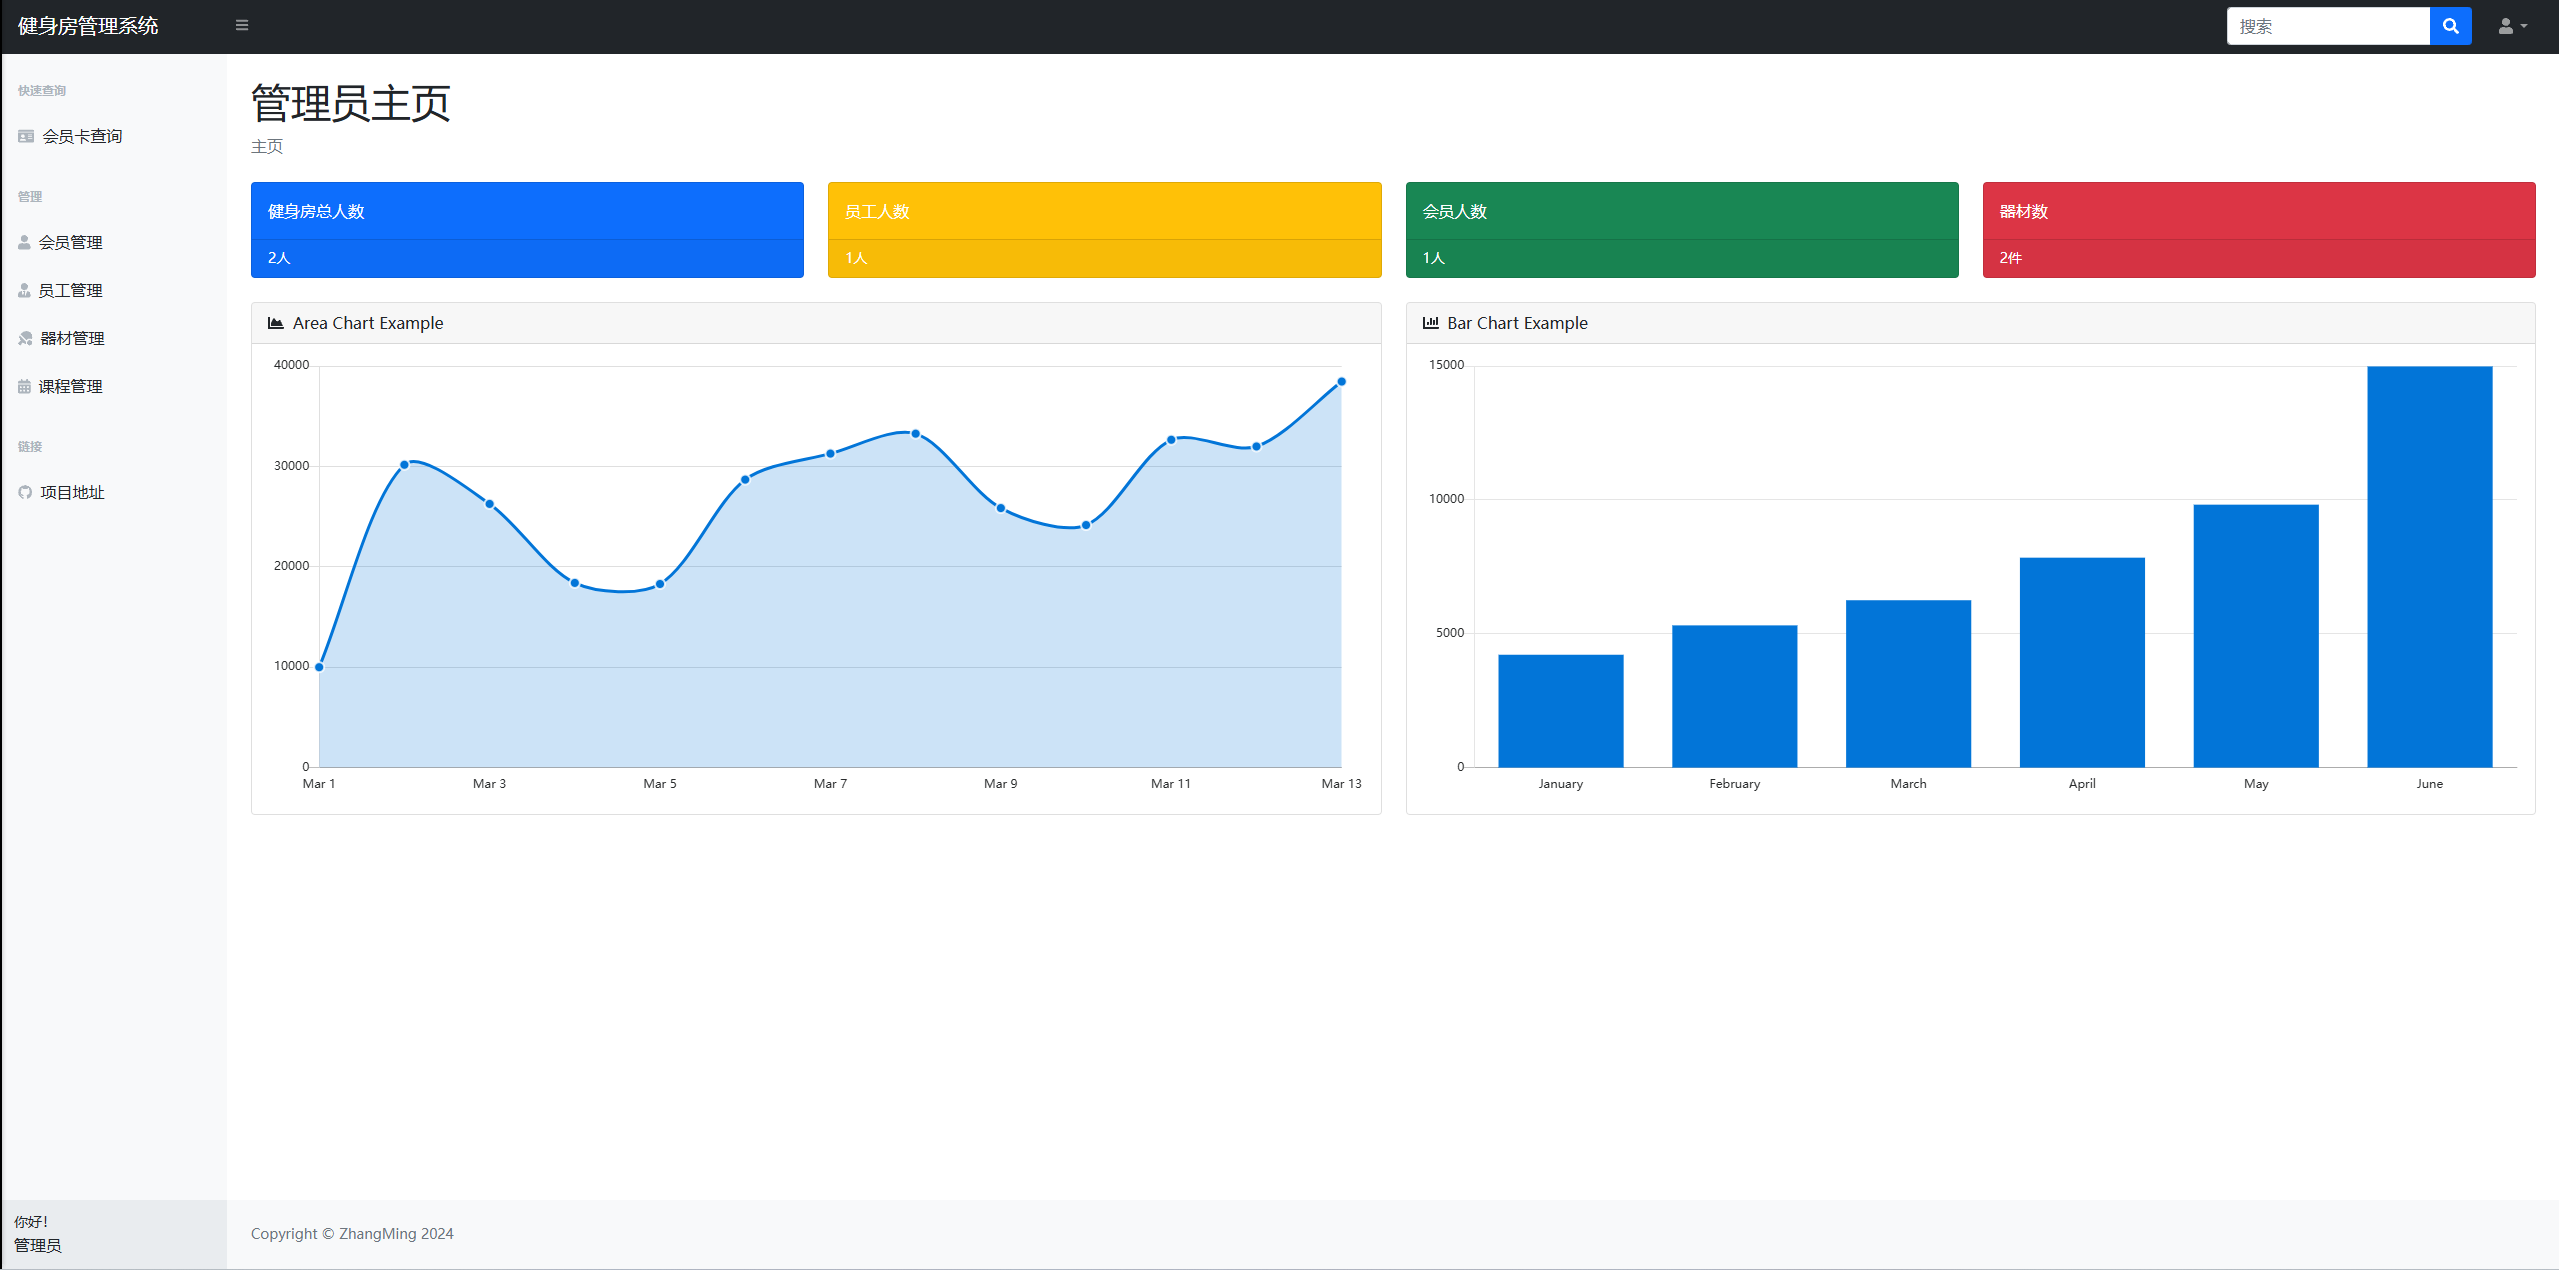 健身房管理系统
搜索
快速查询
会员卡查询
管理
会员管理
员工管理
器材管理
课程管理
链接
项目地址
你好!
管理员
管理员主页
主页
健身房总人数
2人
员工人数
1人
会员人数
1人
器材数
2件
Area Chart Example
40000
30000
20000
10000
0
Mar 1 Mar 3 Mar 5 Mar 7 Mar 9 Mar 11 Mar 13
Bar Chart Example
15000
10000
5000
0
January February March April May June
Copyright © ZhangMing 2024